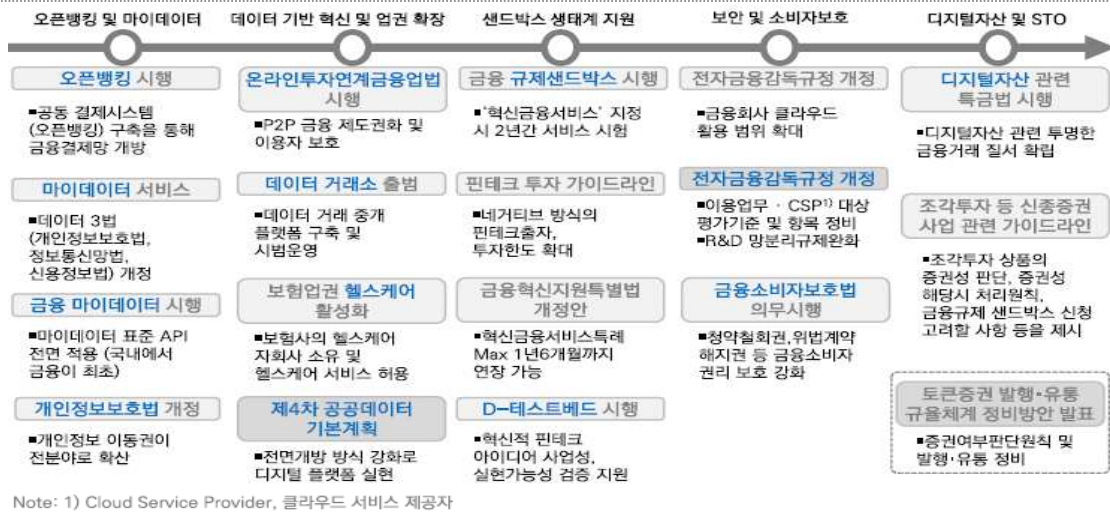 오픈뱅킹 및 마이데이터
데이터 기반 혁신 및 업권 확장
샌드박스 생태계 지원
보안 및 소비자보호
디지털자산 및 STO
오픈뱅킹 시행
■공동 결제시스템
(오픈뱅킹) 구축을 통해
금융결제망 개방
마이데이터 서비스
■데이터 3법
(개인정보보호법,
정보통신망법,
신용정보법) 개정
금융 마이데이터 시행
■마이데이터 표준 API
전면 적용 (국내에서
금융이 최초)
개인정보보호법 개정
■개인정보 이동권이
전분야로 확산
온라인투자연계금융업법
시행
■P2P 금융 제도권화 및
이용자 보호
데이터 거래소 출범
■데이터 거래 중개
플랫폼 구축 및
시범운영
보험업권 헬스케어
활성화
■보험사의 헬스케어
자회사 소유 및
헬스케어 서비스 허용
제4차 공공데이터
기본계획
■전면개방 방식 강화로
디지털 플랫폼 실현
금융 규제샌드박스 시행
■‘혁신금융서비스’ 지정
시 2년간 서비스 시험
핀테크 투자 가이드라인
■네거티브 방식의
핀테크출자,
투자한도 확대
금융혁신지원특별법
개정안
■혁신금융서비스특례
Max 1년6개월까지
연장 가능
D-테스트베드 시행
■혁신적 핀테크
아이디어 사업성,
실현가능성 검증 지원
전자금융감독규정 개정
■금융회사 클라우드
활용 범위 확대
전자금융감독규정 개정
■이용업무 · CSP1) 대상
평가기준 및 항목 정비
■R&D 망분리규제완화
금융소비자보호법
의무시행
■청약철회권,위법계약
해지권 등 금융소비자
권리 보호 강화
디지털자산 관련
특금법 시행
■디지털자산 관련 투명한
금융거래 질서 확립
조각투자 등 신종증권
사업 관련 가이드라인
■조각투자 상품의
증권성 판단, 증권성
해당시 처리원칙,
금융규제 샌드박스 신청
고려할 사항 등을 제시
토큰증권 발행·유통
규율체계 정비방안 발표
■증권여부판단원칙 및
발행·유통 정비
Note: 1) Cloud Service Provider, 클라우드 서비스 제공자